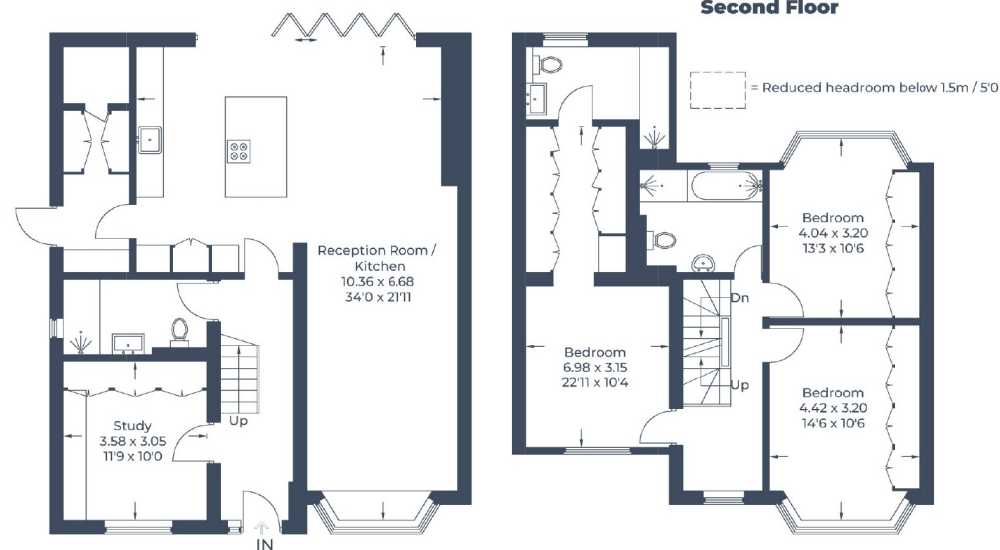 Second Floor
= Reduced headroom below 1.5m / 5'0
Reception Room /
Kitchen
10.36 x 6.68
34'0 x 21'11
Up
Study
3.58 x 3.05
11'9 x 10'0
IN
Bedroom
4.04 x 3.20
13'3 x 10'6
Dn
Bedroom
6.98 x 3.15
22'11 x 10'4
Up
Bedroom
4.42 x 3.20
14'6 x 10'6